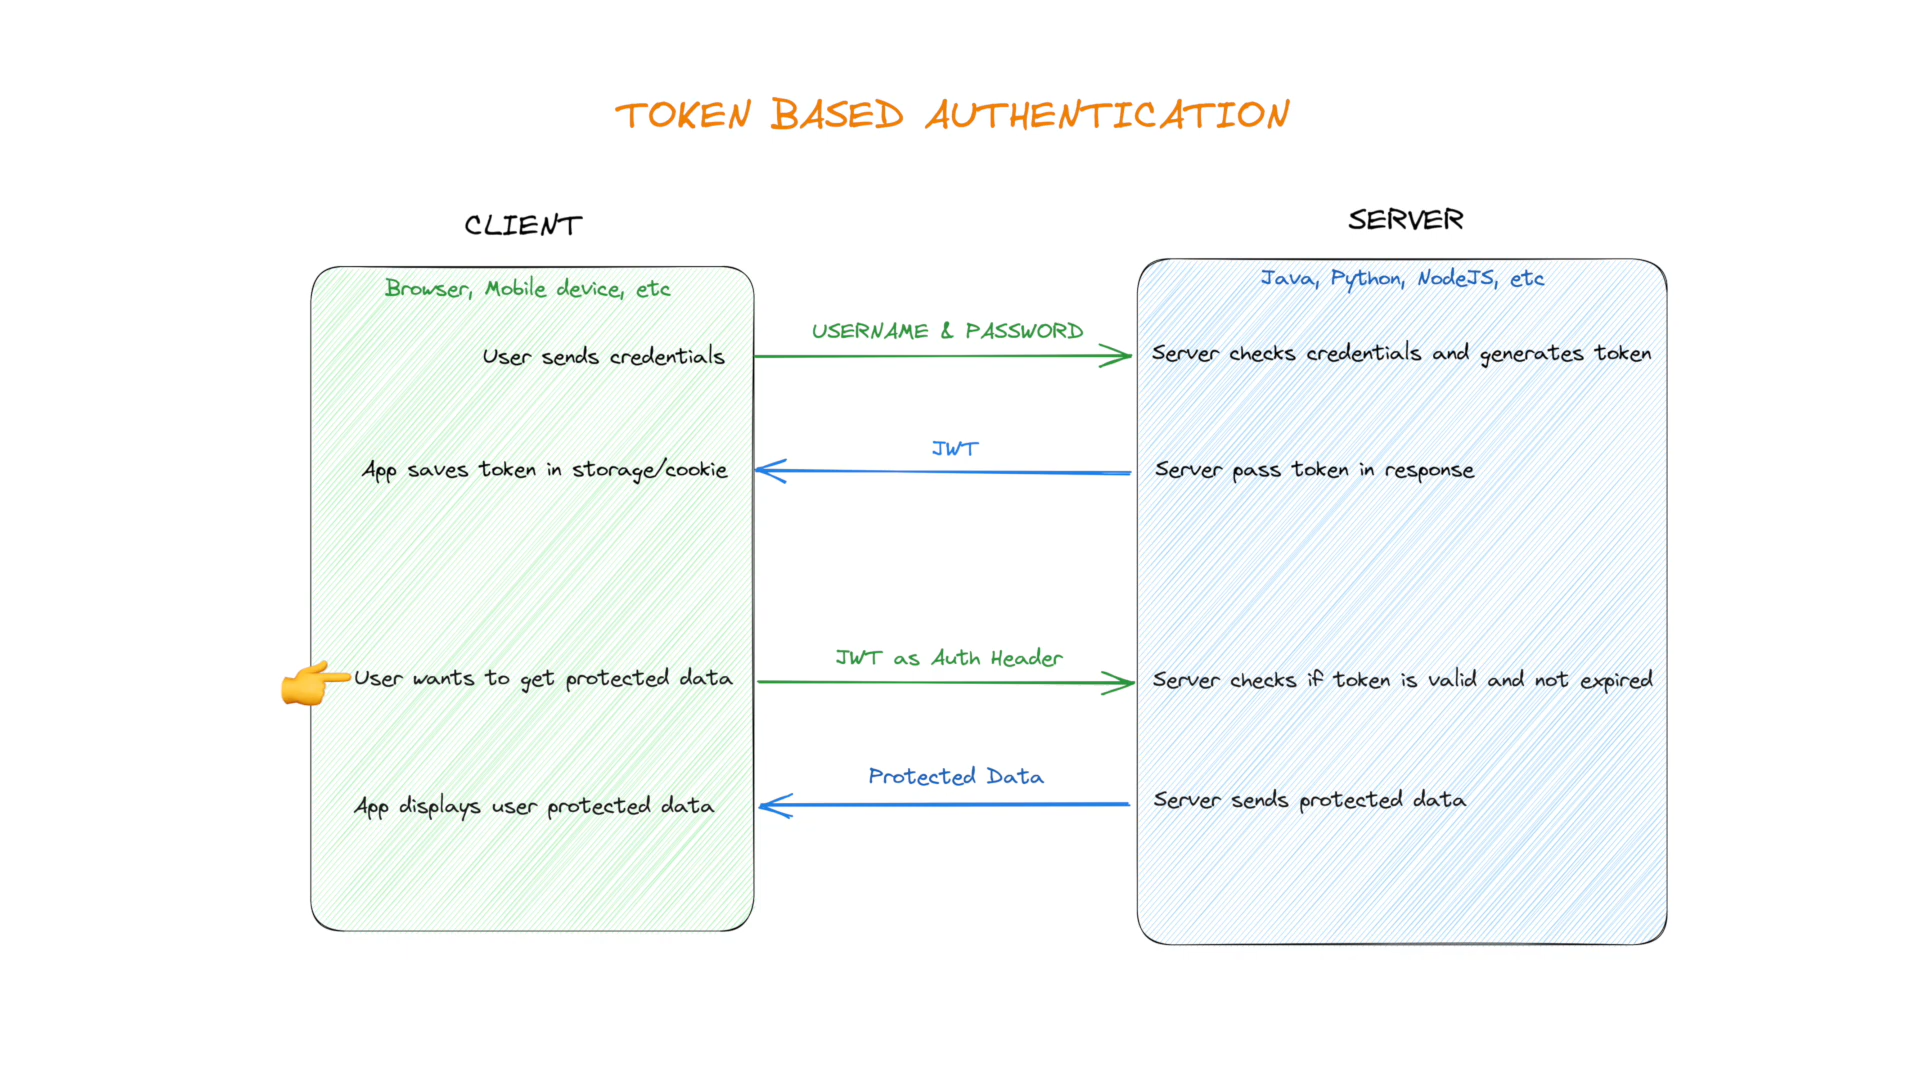 TOKEN BASED AUTHENTICATION
CLIENT
SERVER
Browser, Mobile device, etc
Java, Python, NodeJS, etc
User sends credentials
USERNAME & PASSWORD
Server checks credentials and generates token
App saves token in storage/cookie
JWT
Server pass token in response
User wants to get protected data
JWT as Auth Header
Server checks if token is valid and not expired
App displays user protected data
Protected Data
Server sends protected data